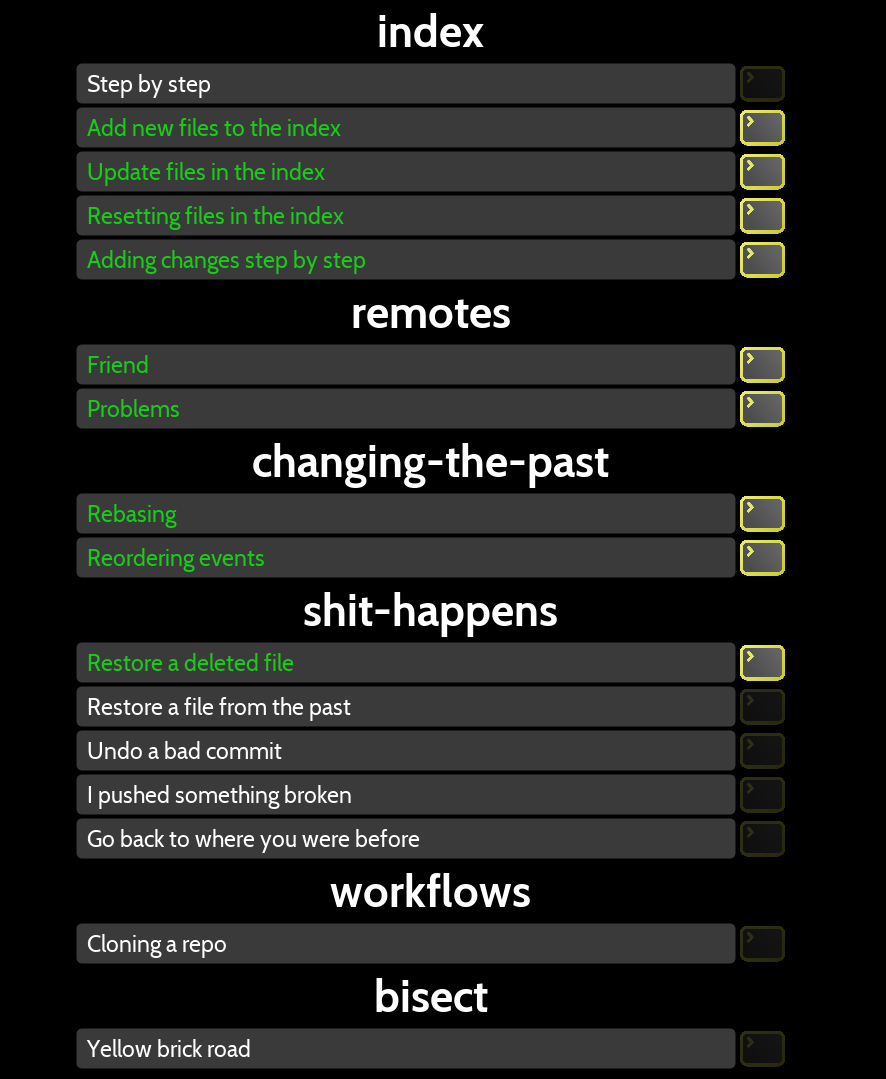 index
Step by step
Add new files to the index
Update files in the index
Resetting files in the index
Adding changes step by step
remotes
Friend
Problems
changing-the-past
Rebasing
Reordering events
shit-happens
Restore a deleted file
Restore a file from the past
Undo a bad commit
I pushed something broken
Go back to where you were before
workflows
Cloning a repo
bisect
Yellow brick road